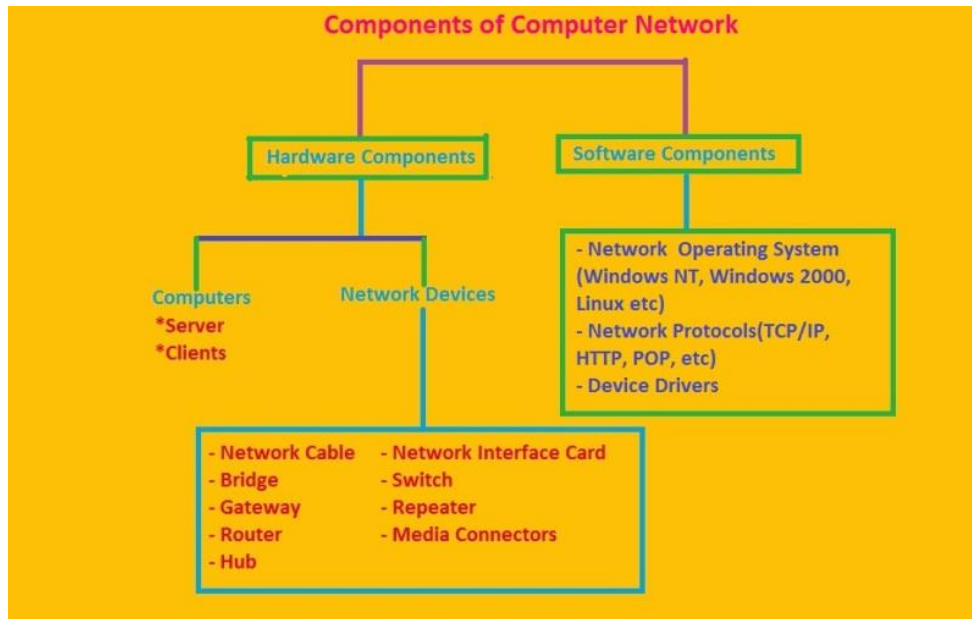 Components of Computer Network
Hardware Components
Software Components
Computers
*Server
*Clients
Network Devices
- Network Cable
- Bridge
- Gateway
- Router
- Hub
- Network Interface Card
- Switch
- Repeater
- Media Connectors
- Network Operating System
(Windows NT, Windows 2000,
Linux etc)
- Network Protocols(TCP/IP,
HTTP, POP, etc)
- Device Drivers